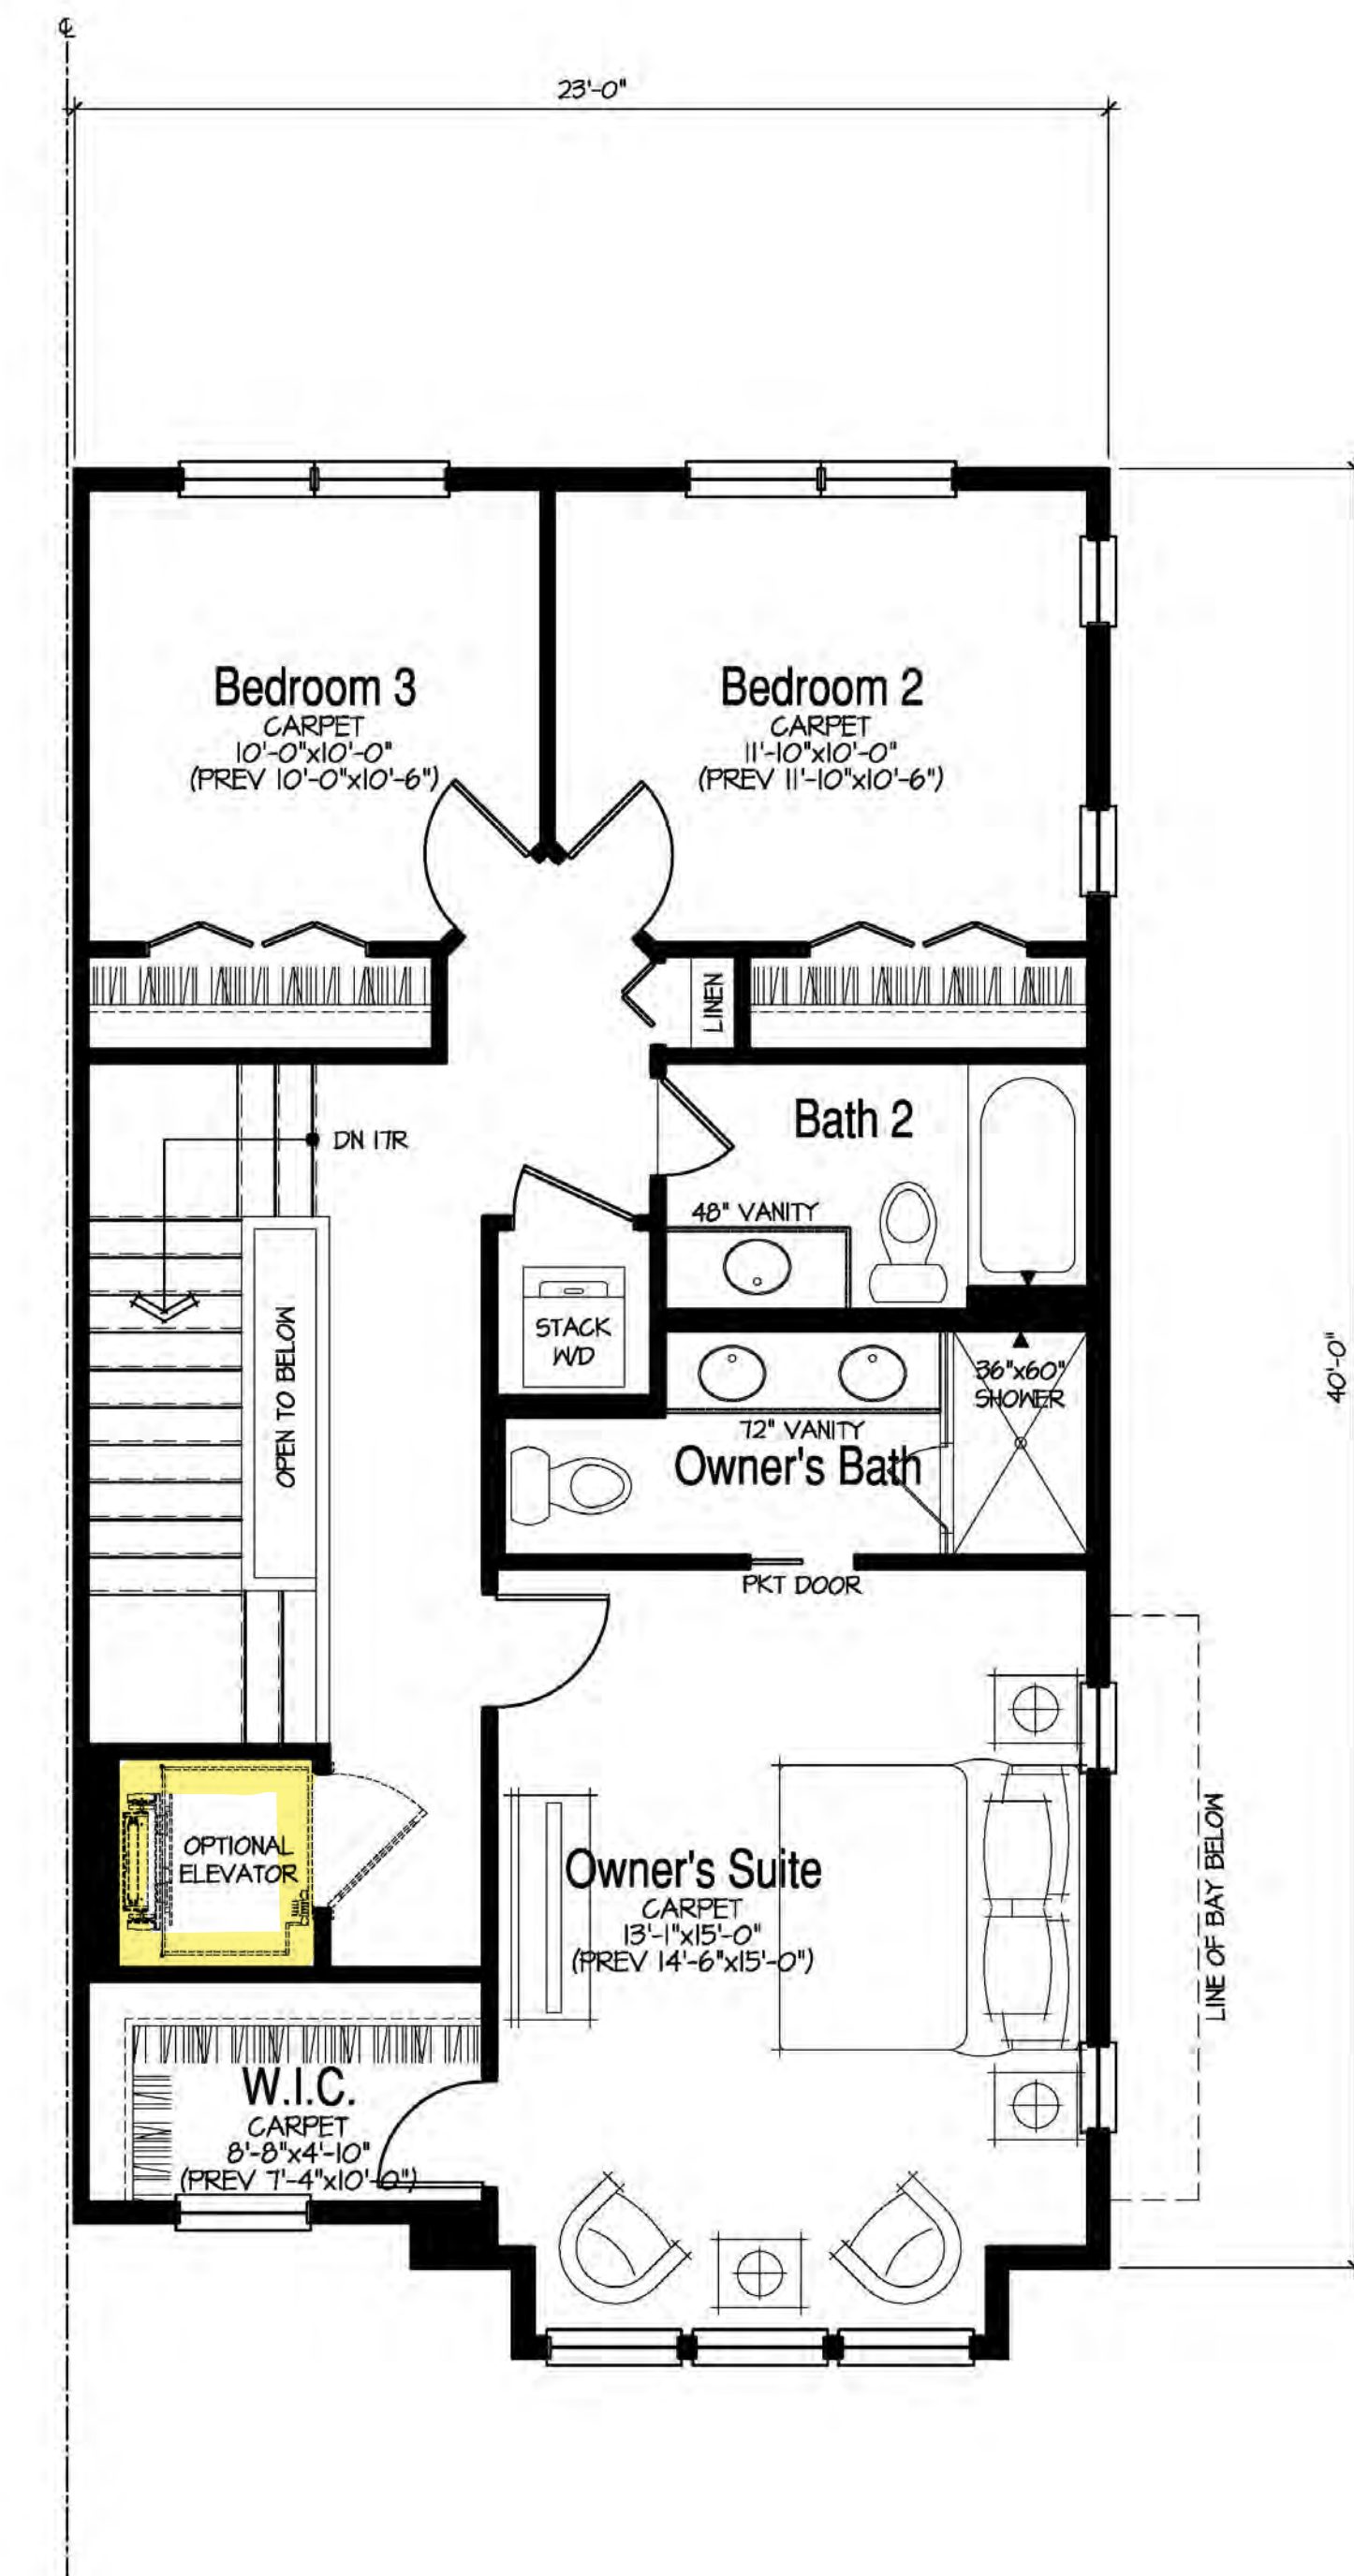 ℄
23'-0"
Bedroom 3
CARPET
10'-0"x10'-0"
(PREV 10'-0"x10'-6")
Bedroom 2
CARPET
11'-10"x10'-0"
(PREV 11'-10"x10'-6")
LINEN
DN 17R
Bath 2
48" VANITY
OPEN TO BELOW
STACK
W/D
36"x60"
SHOWER
40'-0"
72" VANITY
Owner's Bath
PKT DOOR
OPTIONAL
ELEVATOR
Owner's Suite
CARPET
13'-1"x15'-0"
(PREV 14'-6"x15'-0")
LINE OF BAY BELOW
W.I.C.
CARPET
8'-8"x4'-10"
(PREV 7'-4"x10'-0")